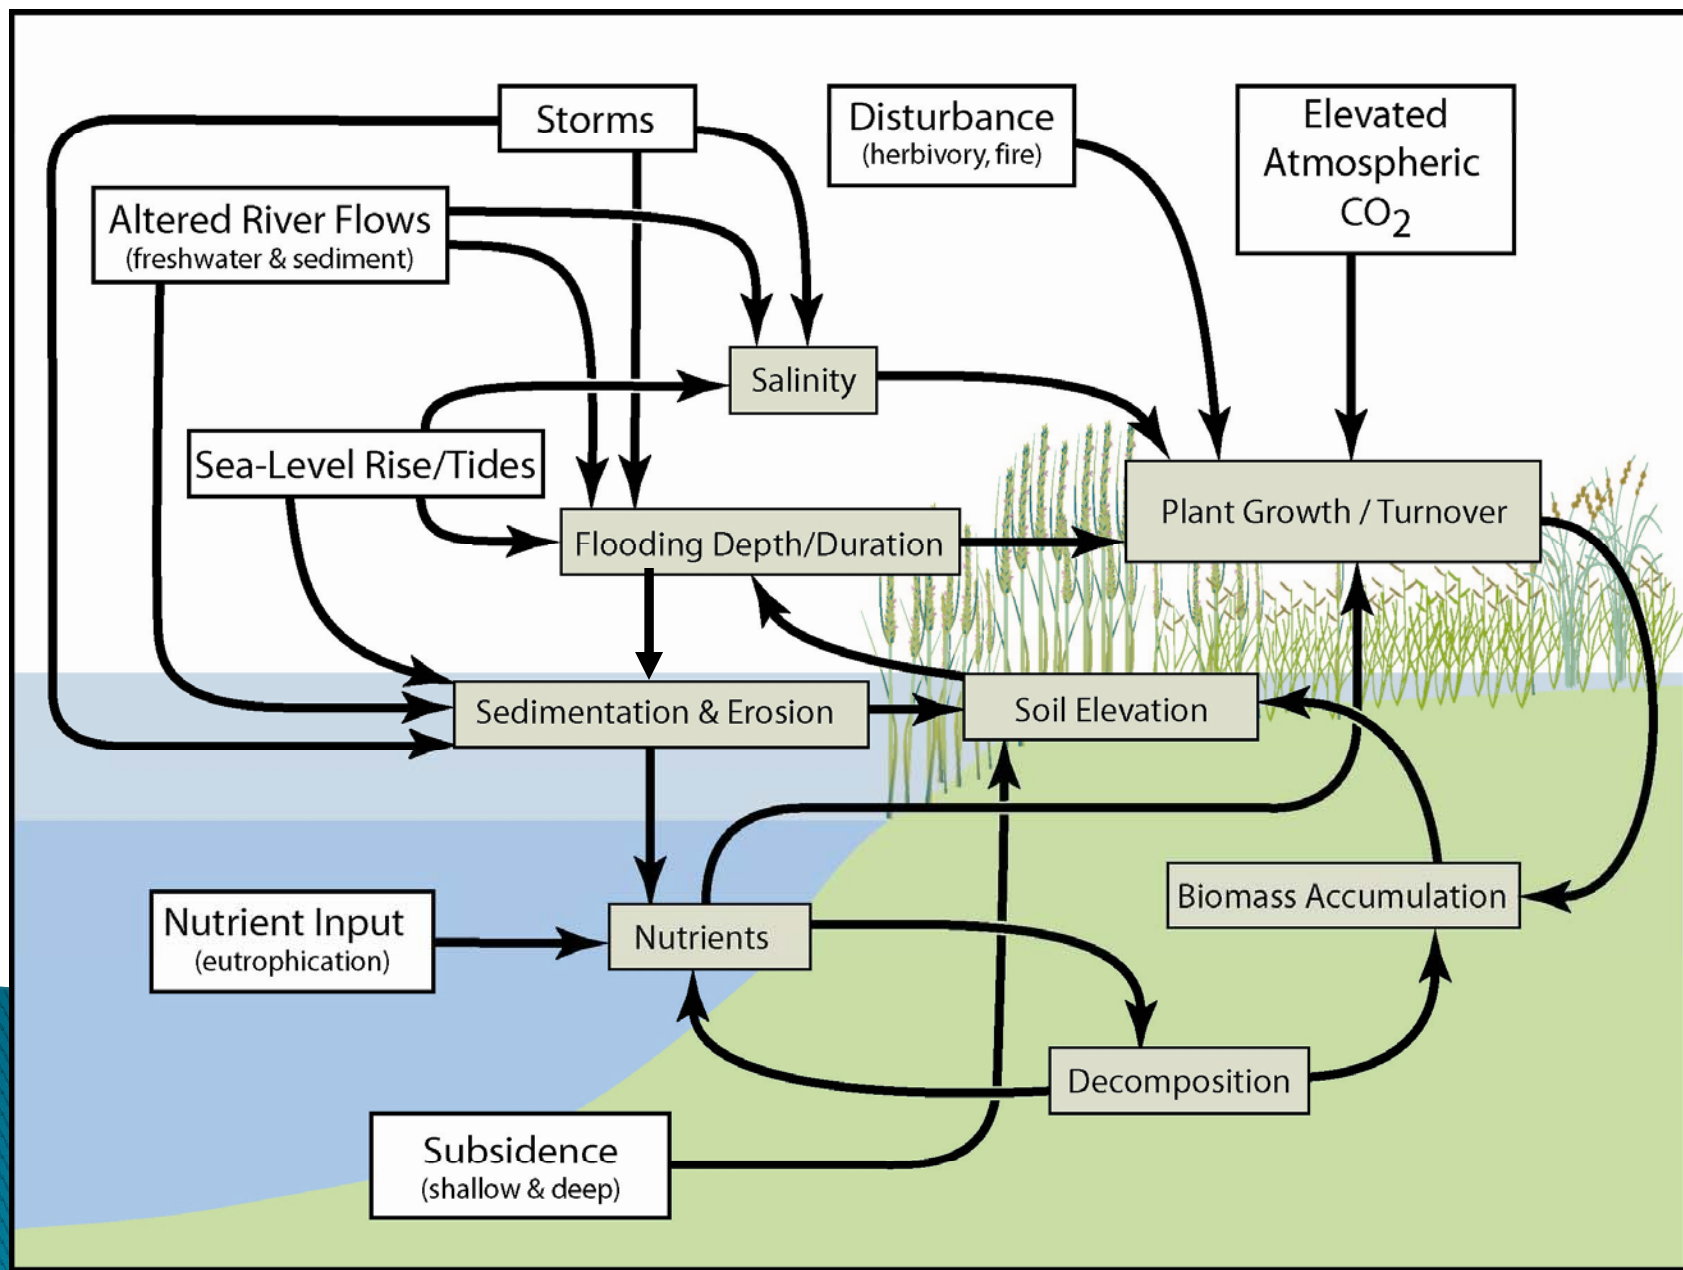 Storms
Disturbance
(herbivory, fire)
Elevated
Atmospheric
CO2
Altered River Flows
(freshwater & sediment)
Salinity
Sea-Level Rise/Tides
Flooding Depth/Duration
Plant Growth / Turnover
Sedimentation & Erosion
Soil Elevation
Nutrient Input
(eutrophication)
Nutrients
Biomass Accumulation
Decomposition
Subsidence
(shallow & deep)